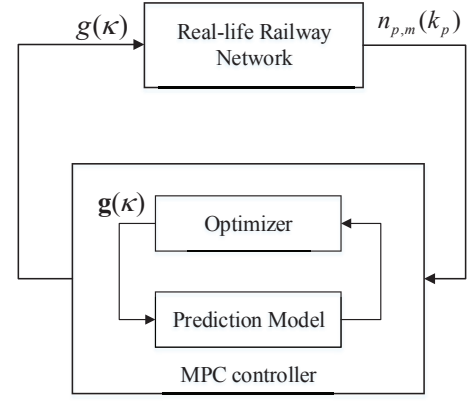 g(κ)
Real-life Railway
Network
n_{p,m}(k_p)
𝐠(κ)
Optimizer
Prediction Model
MPC controller